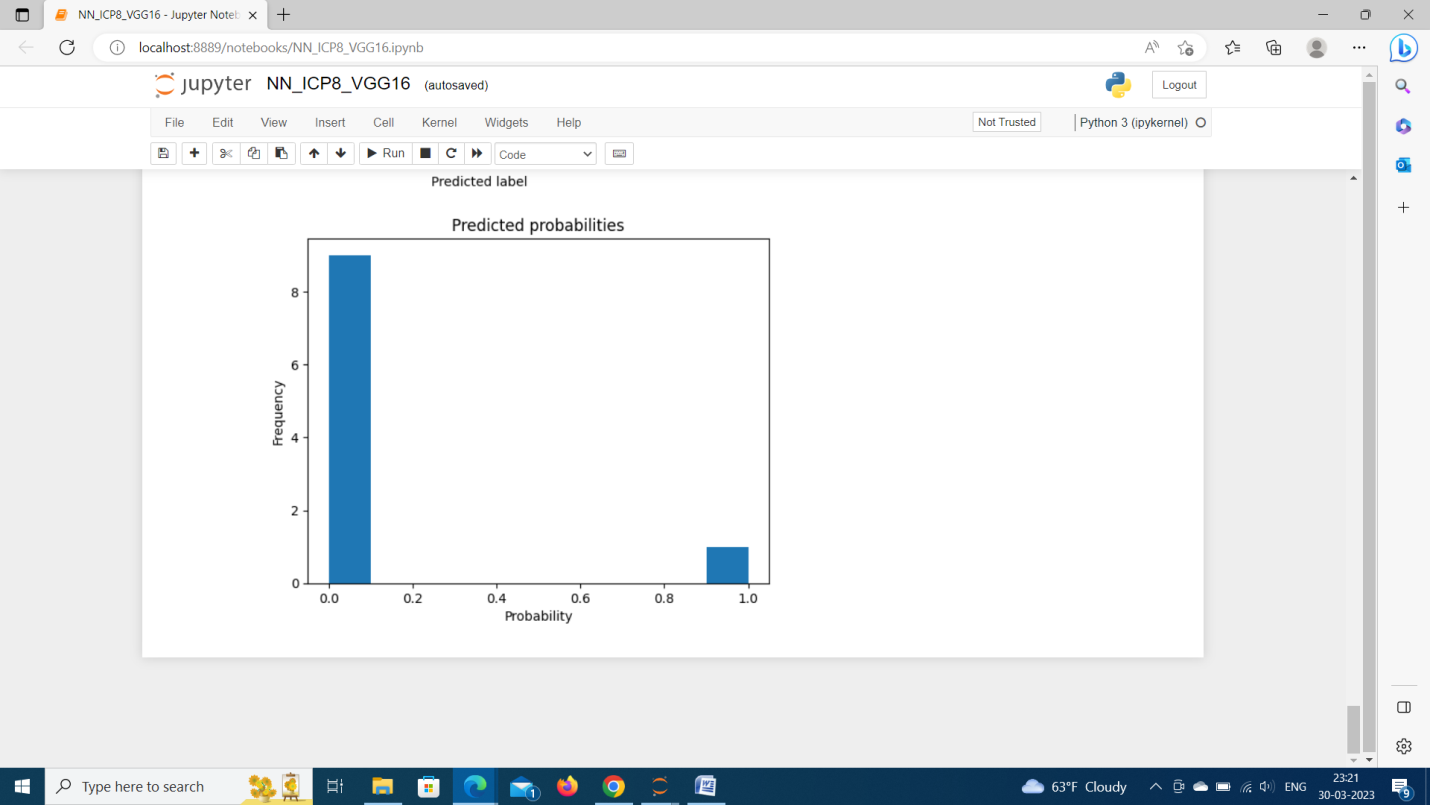 NN_ICP8_VGG16 - Jupyter Noteb
localhost:8889/notebooks/NN_ICP8_VGG16.ipynb
jupyter NN_ICP8_VGG16 (autosaved)
Logout
File Edit View Insert Cell Kernel Widgets Help
Not Trusted
Python 3 (ipykernel)
Run
Code
Predicted label
Predicted probabilities
8
6
4
2
0
Frequency
0.0 0.2 0.4 0.6 0.8 1.0
Probability
Type here to search
1
63°F Cloudy
ENG
23:21
30-03-2023
9